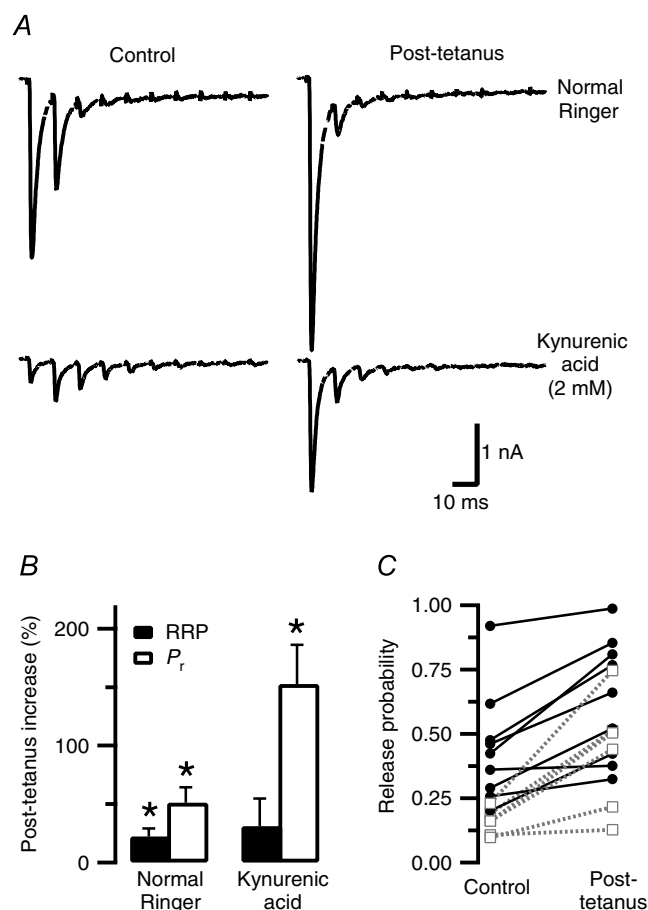 A
Control
Post-tetanus
Normal
Ringer
Kynurenic
acid
(2 mM)
1 nA
10 ms
B
Post-tetanus increase (%)
200
100
0
RRP
Pr
*
*
*
Normal
Ringer
Kynurenic
acid
C
Release probability
1.00
0.75
0.50
0.25
0.00
Control
Post-
tetanus